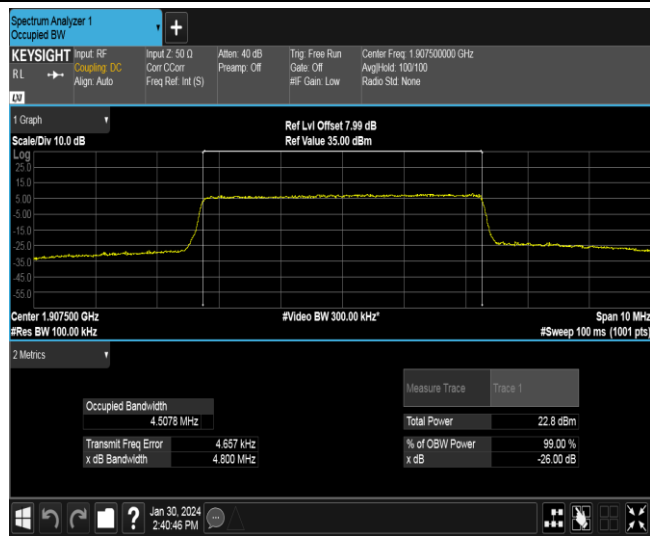 Spectrum Analyzer 1
Occupied BW
+
KEYSIGHT
RL
LXI
Input: RF
Coupling: DC
Align: Auto
Input Z: 50 Ω
Corr CCorr
Freq Ref: Int (S)
Atten: 40 dB
Preamp: Off
Trig: Free Run
Gate: Off
#IF Gain: Low
Center Freq: 1.907500000 GHz
Avg|Hold: 100/100
Radio Std: None
1 Graph
Scale/Div 10.0 dB
Ref Lvl Offset 7.99 dB
Ref Value 35.00 dBm
Log
25.0
15.0
5.00
-5.00
-15.0
-25.0
-35.0
-45.0
-55.0
Center 1.907500 GHz
#Video BW 300.00 kHz*
Span 10 MHz
#Res BW 100.00 kHz
#Sweep 100 ms (1001 pts)
2 Metrics
Measure Trace Trace 1
Occupied Bandwidth
4.5078 MHz
Total Power 22.8 dBm
Transmit Freq Error 4.657 kHz
% of OBW Power 99.00 %
x dB Bandwidth 4.800 MHz
x dB -26.00 dB
?
Jan 30, 2024
2:40:46 PM